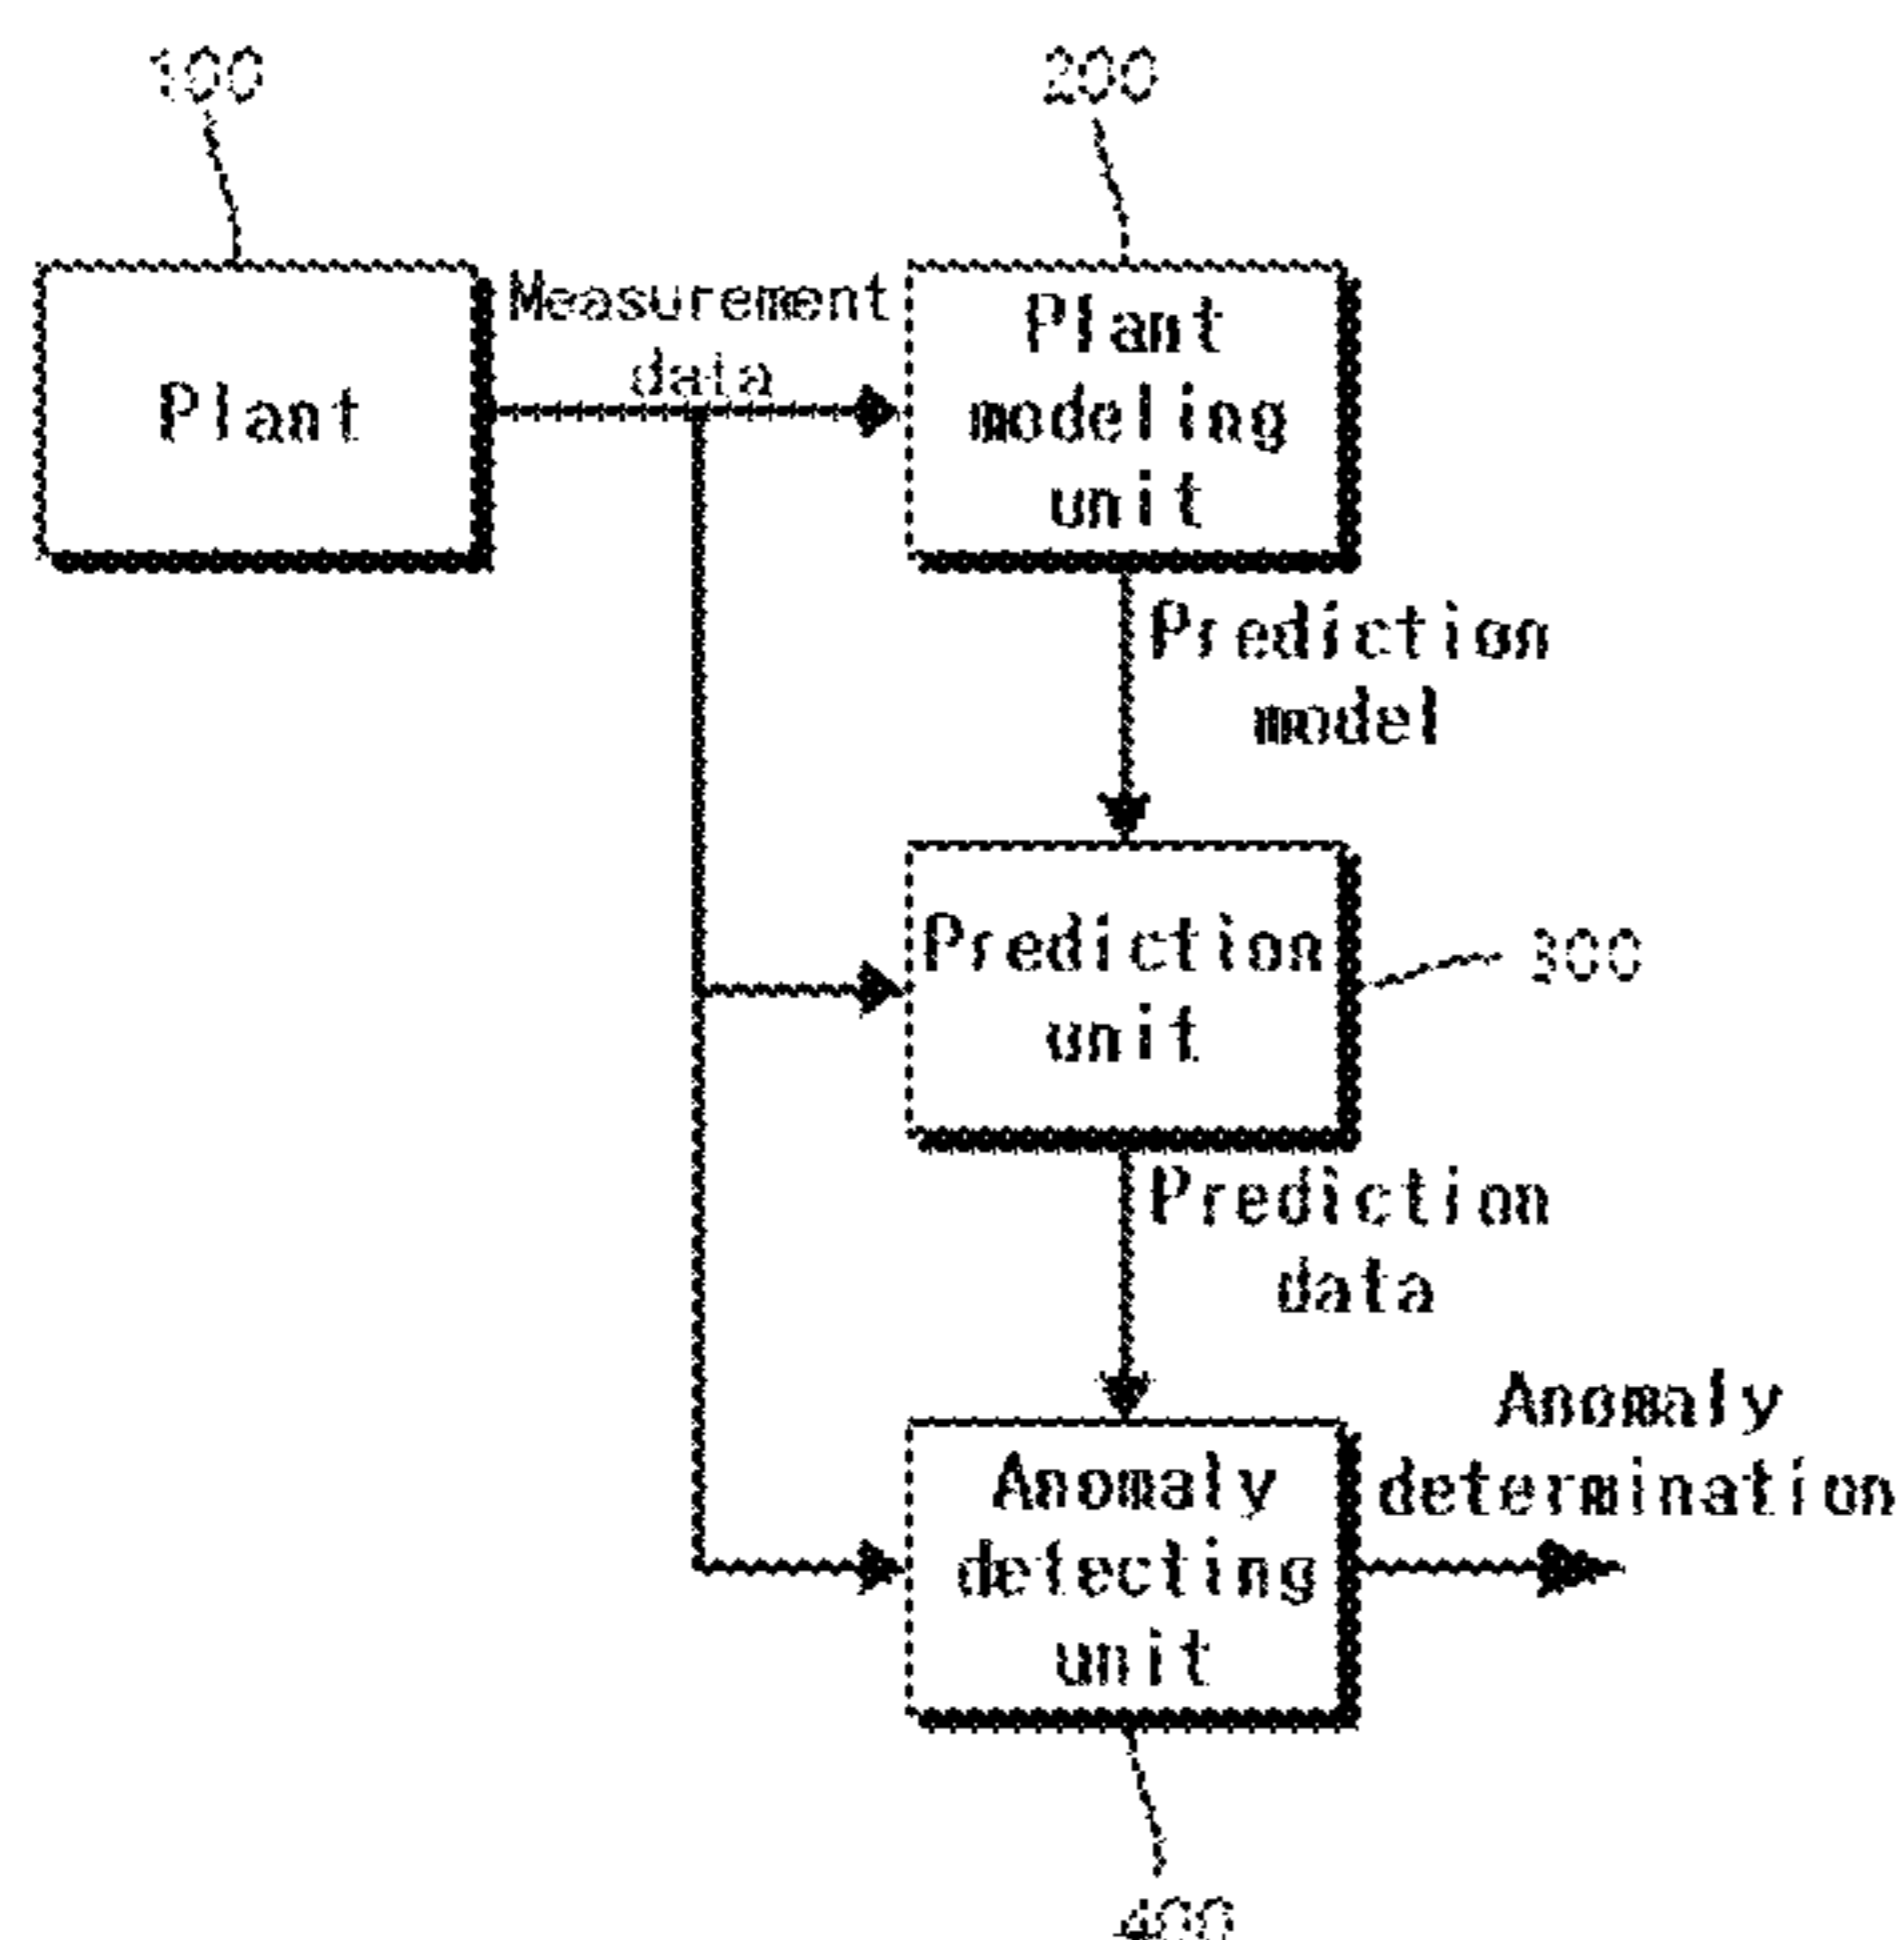 100
200
Plant
Measurement
data
Plant
modeling
unit
Prediction
model
Prediction
unit
300
Prediction
data
Anomaly
detecting
unit
Anomaly
determination
400